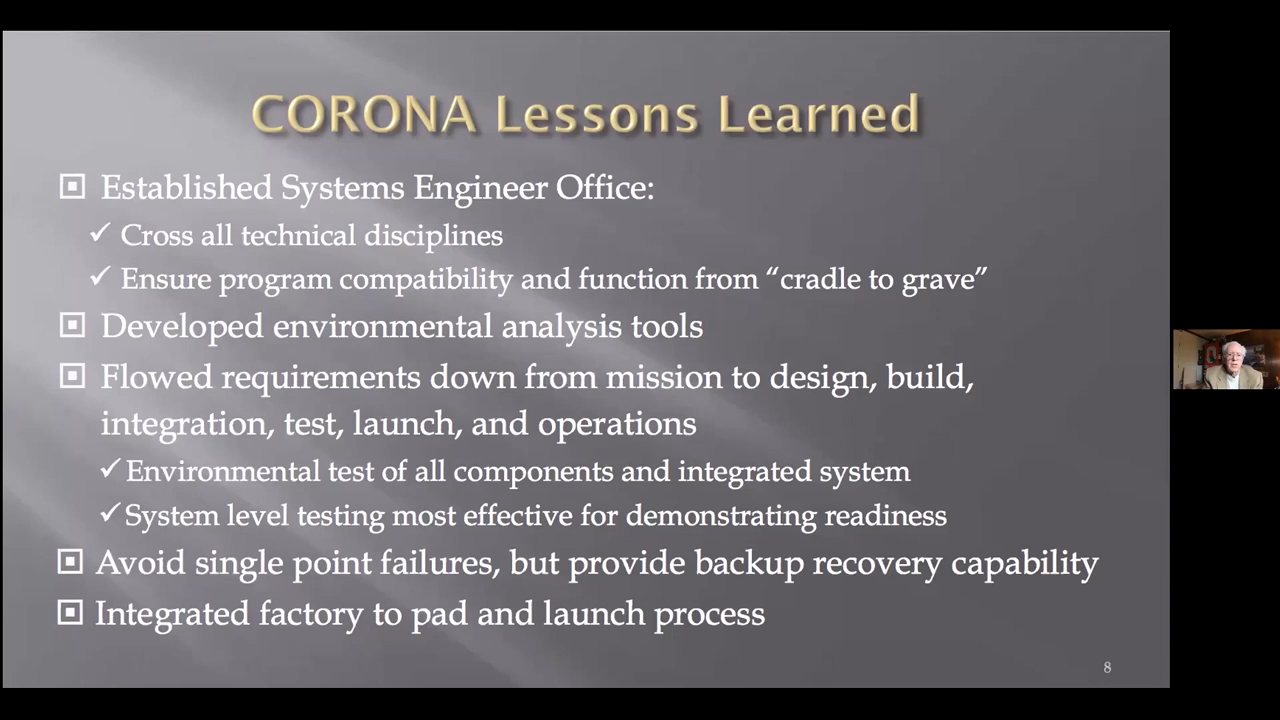 CORONA Lessons Learned
Established Systems Engineer Office:
Cross all technical disciplines
Ensure program compatibility and function from “cradle to grave”
Developed environmental analysis tools
Flowed requirements down from mission to design, build,
integration, test, launch, and operations
Environmental test of all components and integrated system
System level testing most effective for demonstrating readiness
Avoid single point failures, but provide backup recovery capability
Integrated factory to pad and launch process
8